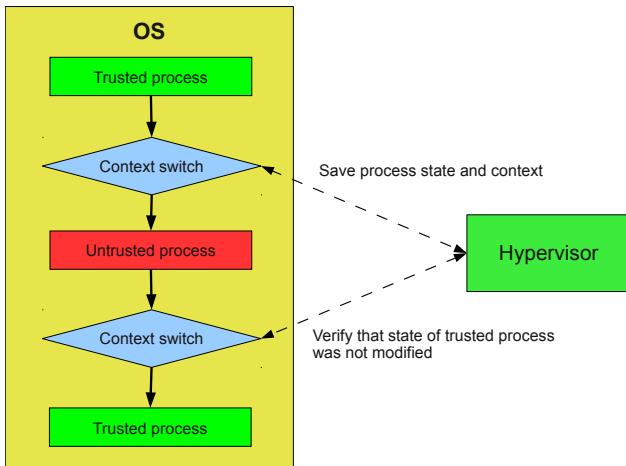 OS
Trusted process
Context switch
Save process state and context
Untrusted process
Hypervisor
Context switch
Verify that state of trusted process
was not modified
Trusted process